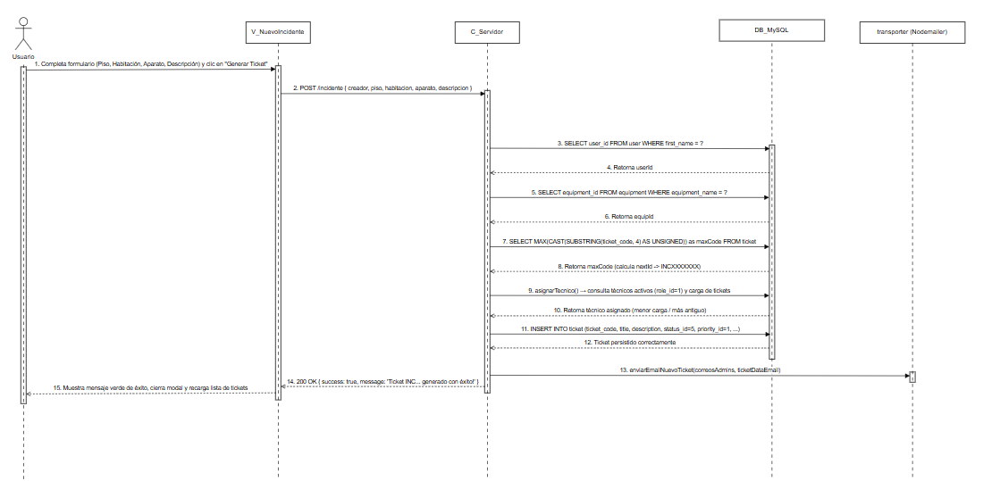 V_NuevoIncidente
C_Servidor
DB_MySQL
transporter (Nodemailer)
Usuario
1. Completa formulario (Piso, Habitación, Aparato, Descripción) y clic en "Generar Ticket"
2. POST /incidente { creador, piso, habitacion, aparato, descripcion }
3. SELECT user_id FROM user WHERE first_name = ?
4. Retorna userId
5. SELECT equipment_id FROM equipment WHERE equipment_name = ?
6. Retorna equipId
7. SELECT MAX(CAST(SUBSTRING(ticket_code, 4) AS UNSIGNED)) as maxCode FROM ticket
8. Retorna maxCode (calcula nextId -> INCXXXXXXX)
9. asignarTecnico() → consulta técnicos activos (role_id=1) y carga de tickets
10. Retorna técnico asignado (menor carga / más antiguo)
11. INSERT INTO ticket (ticket_code, title, description, status_id=5, priority_id=1, ...)
12. Ticket persistido correctamente
13. enviarEmailNuevoTicket(correosAdmins, ticketDataEmail)
14. 200 OK { success: true, message: 'Ticket INC... generado con éxito!' }
15. Muestra mensaje verde de éxito, cierra modal y recarga lista de tickets